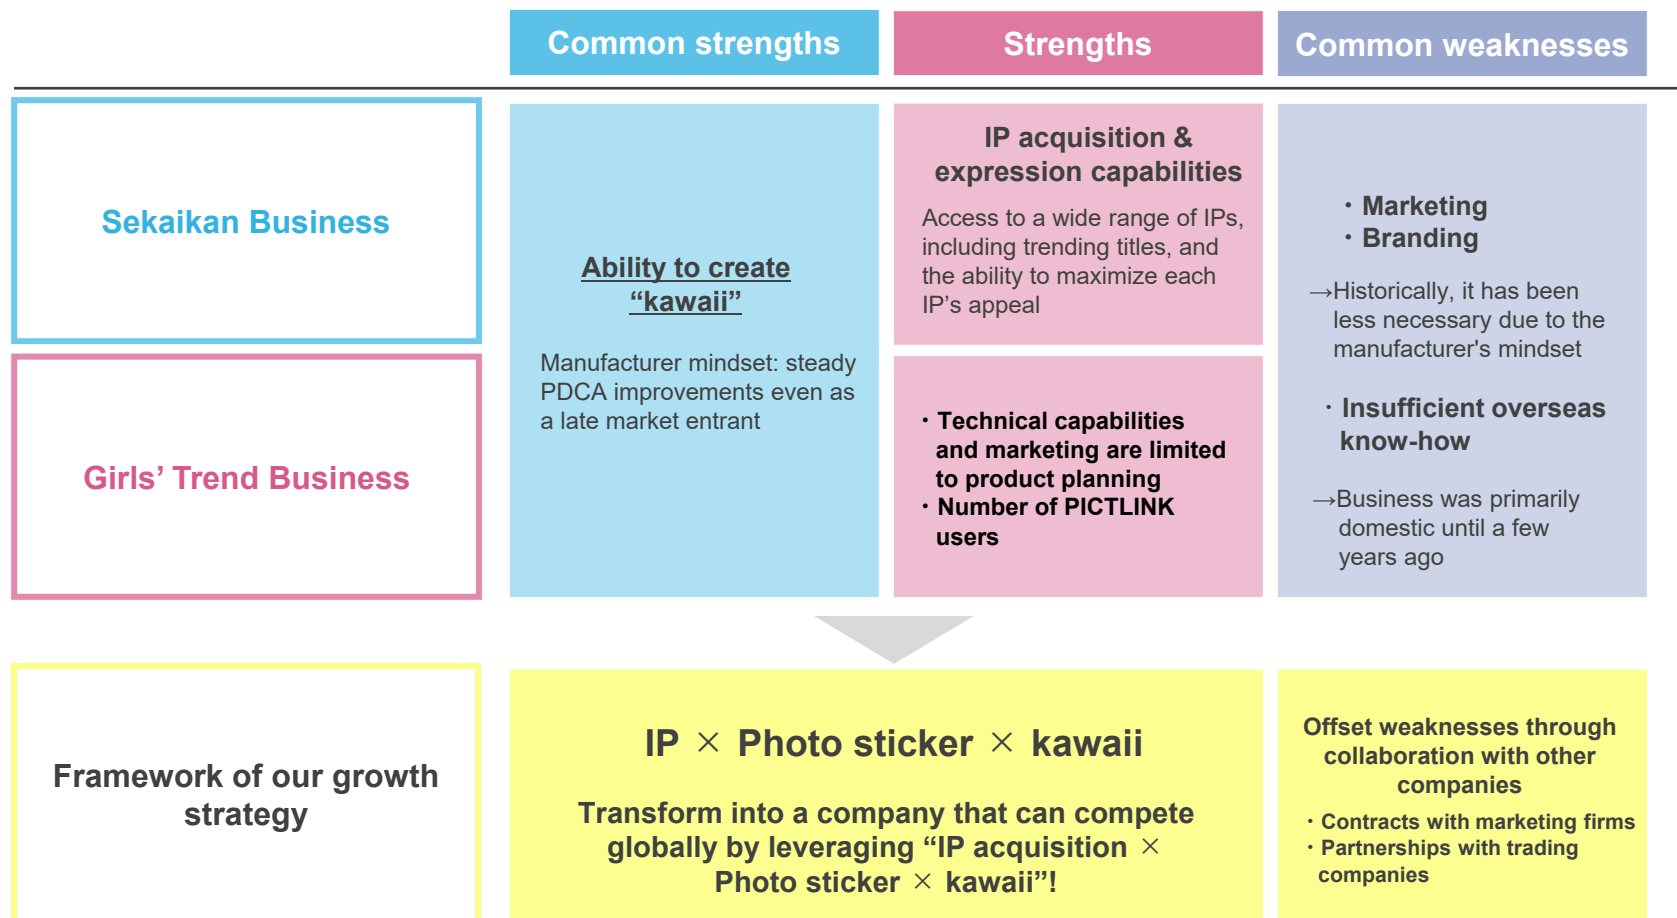 Common strengths
Strengths
Common weaknesses
Sekaikan Business
Ability to create
“kawaii”
Manufacturer mindset: steady
PDCA improvements even as
a late market entrant
IP acquisition &
expression capabilities
Access to a wide range of IPs,
including trending titles, and
the ability to maximize each
IP’s appeal
・Marketing
・Branding
→Historically, it has been
less necessary due to the
manufacturer's mindset
・Insufficient overseas
know-how
→Business was primarily
domestic until a few
years ago
Girls’ Trend Business
・Technical capabilities
and marketing are limited
to product planning
・Number of PICTLINK
users
Framework of our growth
strategy
IP × Photo sticker × kawaii
Transform into a company that can compete
globally by leveraging “IP acquisition ×
Photo sticker × kawaii”!
Offset weaknesses through
collaboration with other
companies
・Contracts with marketing firms
・Partnerships with trading
companies